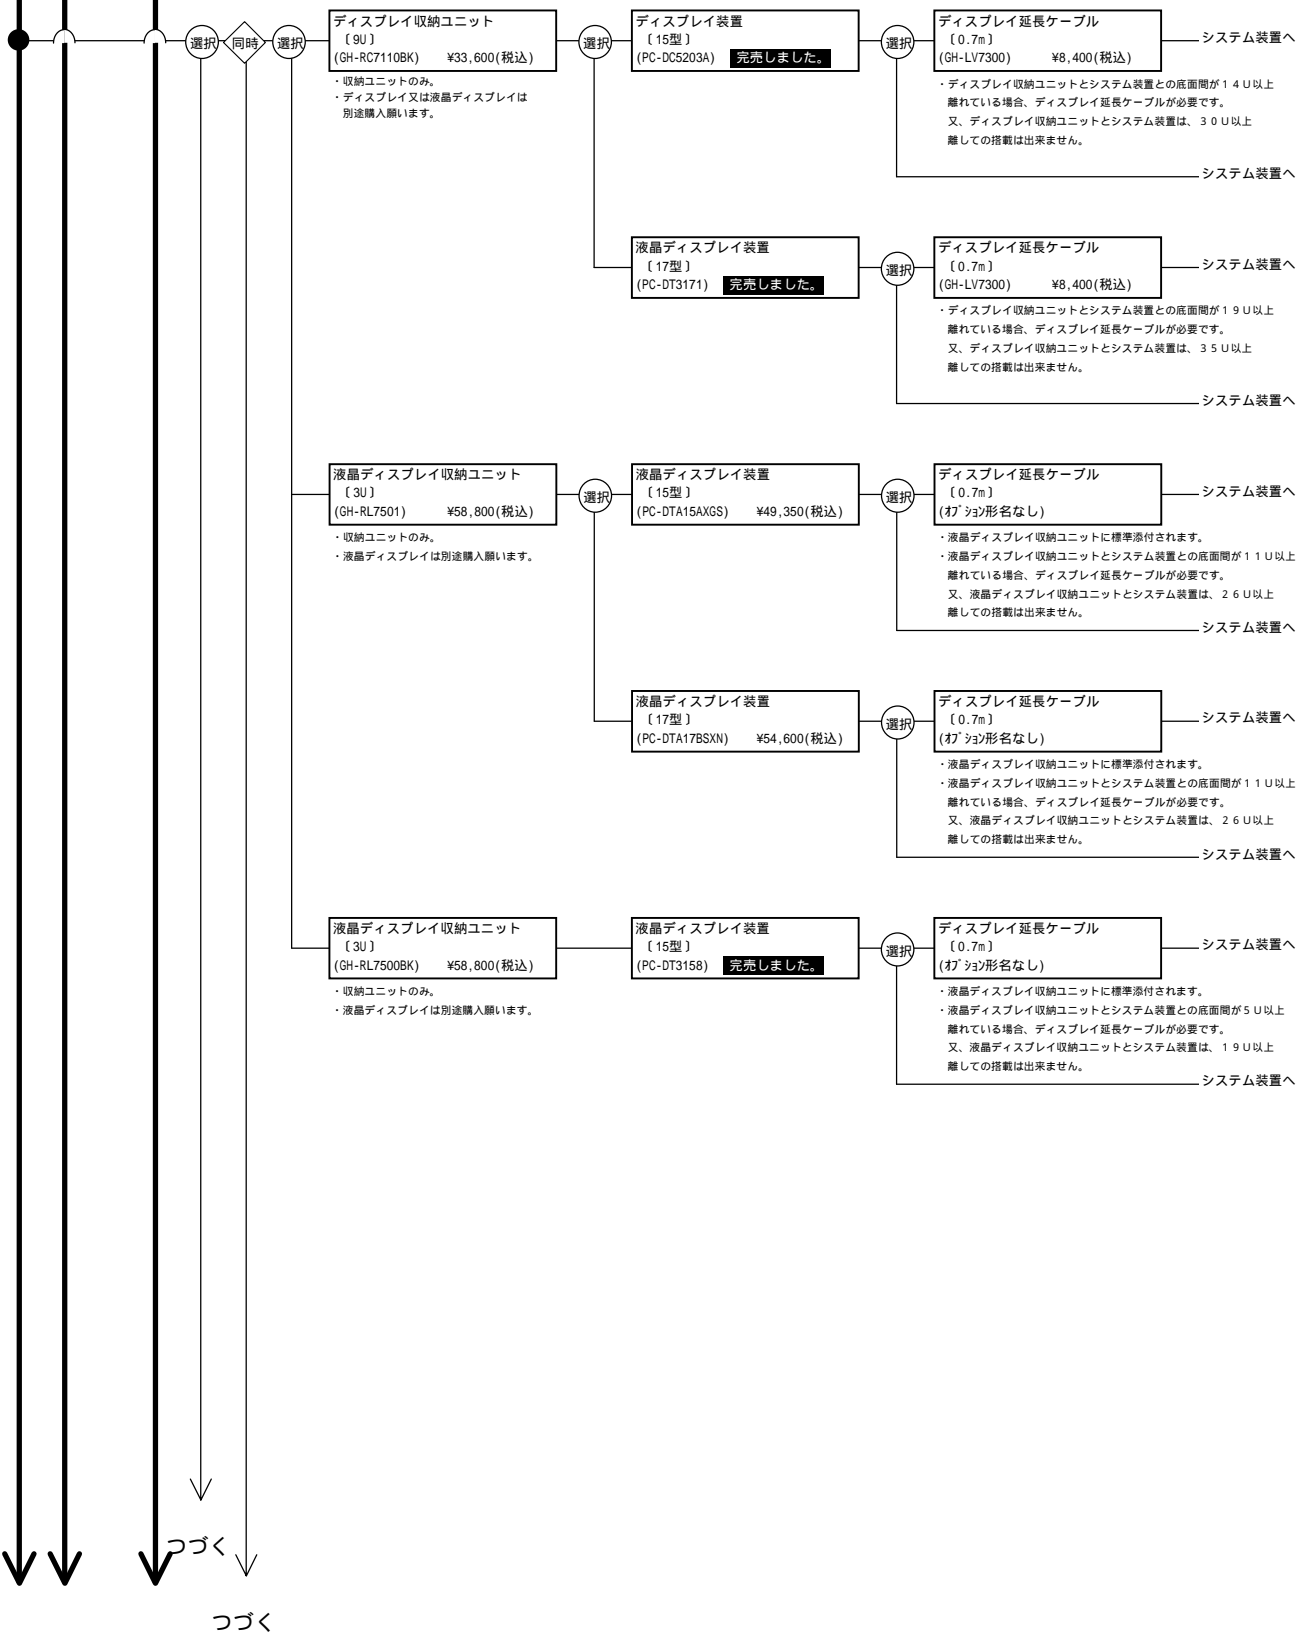 選択
同時
選択
ディスプレイ収納ユニット
〔9U〕
(GH-RC7110BK) ¥33,600(税込)
・収納ユニットのみ。
・ディスプレイ又は液晶ディスプレイは
別途購入願います。
選択
ディスプレイ装置
〔15型〕
(PC-DC5203A) 完売しました。
選択
ディスプレイ延長ケーブル
〔0.7m〕
(GH-LV7300) ¥8,400(税込)
システム装置へ
・ディスプレイ収納ユニットとシステム装置との底面間が１４Ｕ以上
離れている場合、ディスプレイ延長ケーブルが必要です。
又、ディスプレイ収納ユニットとシステム装置は、３０Ｕ以上
離しての搭載は出来ません。
システム装置へ
液晶ディスプレイ装置
〔17型〕
(PC-DT3171) 完売しました。
選択
ディスプレイ延長ケーブル
〔0.7m〕
(GH-LV7300) ¥8,400(税込)
システム装置へ
・ディスプレイ収納ユニットとシステム装置との底面間が１９Ｕ以上
離れている場合、ディスプレイ延長ケーブルが必要です。
又、ディスプレイ収納ユニットとシステム装置は、３５Ｕ以上
離しての搭載は出来ません。
システム装置へ
液晶ディスプレイ収納ユニット
〔3U〕
(GH-RL7501) ¥58,800(税込)
・収納ユニットのみ。
・液晶ディスプレイは別途購入願います。
選択
液晶ディスプレイ装置
〔15型〕
(PC-DTA15AXGS) ¥49,350(税込)
選択
ディスプレイ延長ケーブル
〔0.7m〕
(ｵﾌﾟｼｮﾝ形名なし)
システム装置へ
・液晶ディスプレイ収納ユニットに標準添付されます。
・液晶ディスプレイ収納ユニットとシステム装置との底面間が１１Ｕ以上
離れている場合、ディスプレイ延長ケーブルが必要です。
又、液晶ディスプレイ収納ユニットとシステム装置は、２６Ｕ以上
離しての搭載は出来ません。
システム装置へ
液晶ディスプレイ装置
〔17型〕
(PC-DTA17BSXN) ¥54,600(税込)
選択
ディスプレイ延長ケーブル
〔0.7m〕
(ｵﾌﾟｼｮﾝ形名なし)
システム装置へ
・液晶ディスプレイ収納ユニットに標準添付されます。
・液晶ディスプレイ収納ユニットとシステム装置との底面間が１１Ｕ以上
離れている場合、ディスプレイ延長ケーブルが必要です。
又、液晶ディスプレイ収納ユニットとシステム装置は、２６Ｕ以上
離しての搭載は出来ません。
システム装置へ
液晶ディスプレイ収納ユニット
〔3U〕
(GH-RL7500BK) ¥58,800(税込)
・収納ユニットのみ。
・液晶ディスプレイは別途購入願います。
液晶ディスプレイ装置
〔15型〕
(PC-DT3158) 完売しました。
選択
ディスプレイ延長ケーブル
〔0.7m〕
(ｵﾌﾟｼｮﾝ形名なし)
システム装置へ
・液晶ディスプレイ収納ユニットに標準添付されます。
・液晶ディスプレイ収納ユニットとシステム装置との底面間が５Ｕ以上
離れている場合、ディスプレイ延長ケーブルが必要です。
又、液晶ディスプレイ収納ユニットとシステム装置は、１９Ｕ以上
離しての搭載は出来ません。
システム装置へ
つづく
つづく